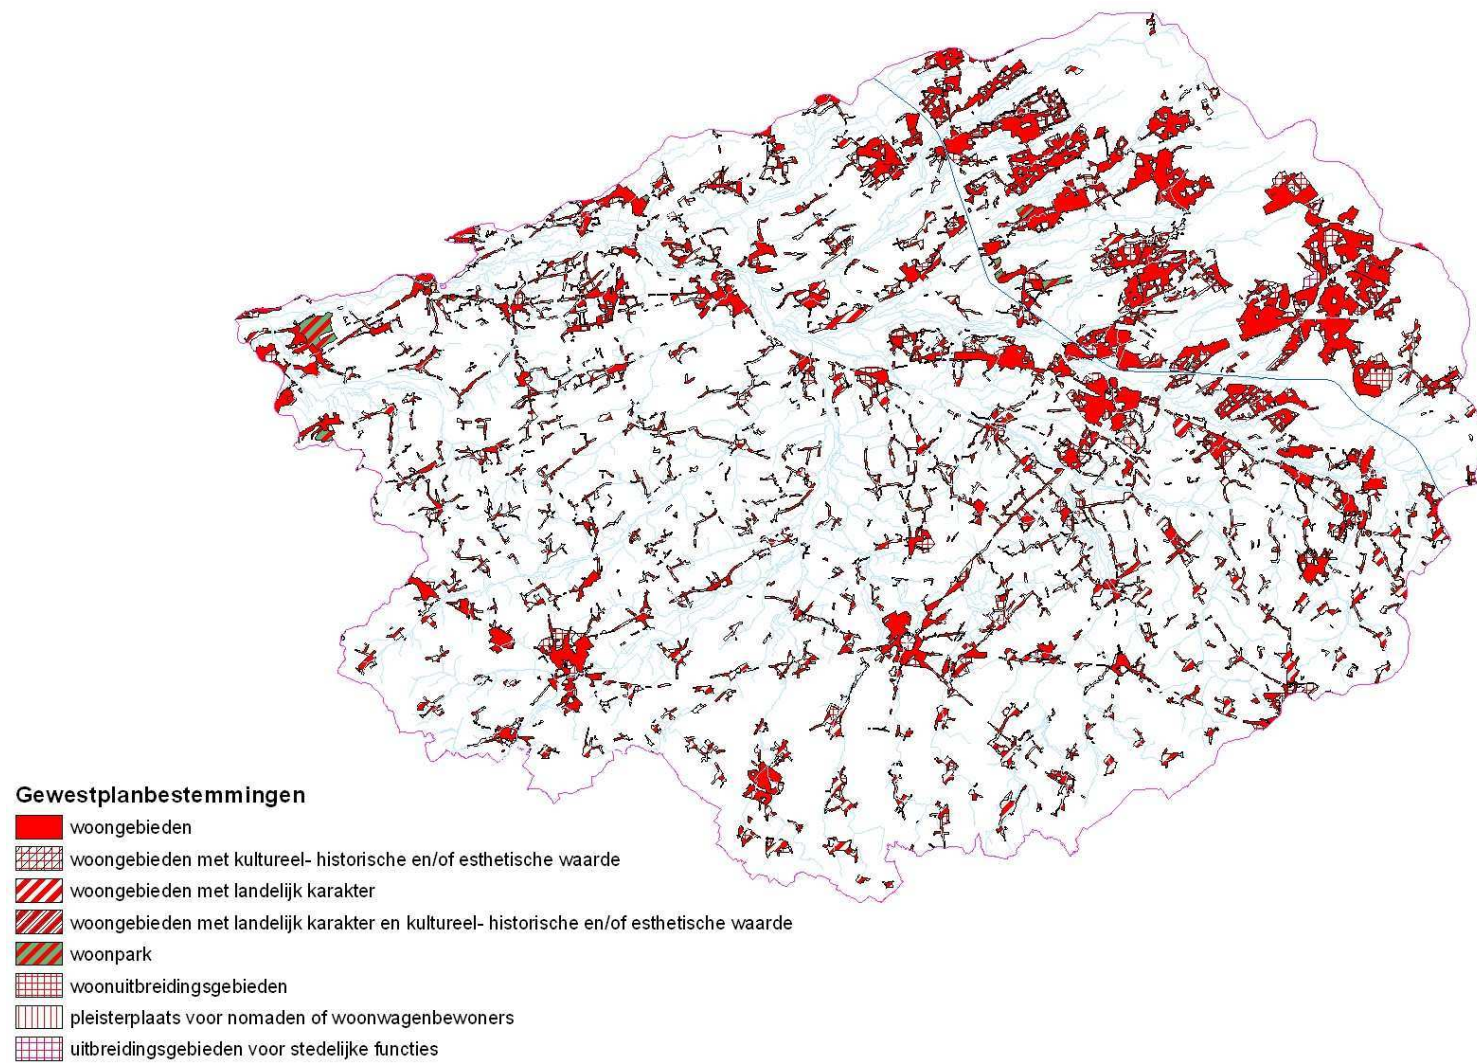 Gewestplanbestemmingen
woongebieden
woongebieden met kultureel- historische en/of esthetische waarde
woongebieden met landelijk karakter
woongebieden met landelijk karakter en kultureel- historische en/of esthetische waarde
woonpark
woonuitbreidingsgebieden
pleisterplaats voor nomaden of woonwagenbewoners
uitbreidingsgebieden voor stedelijke functies